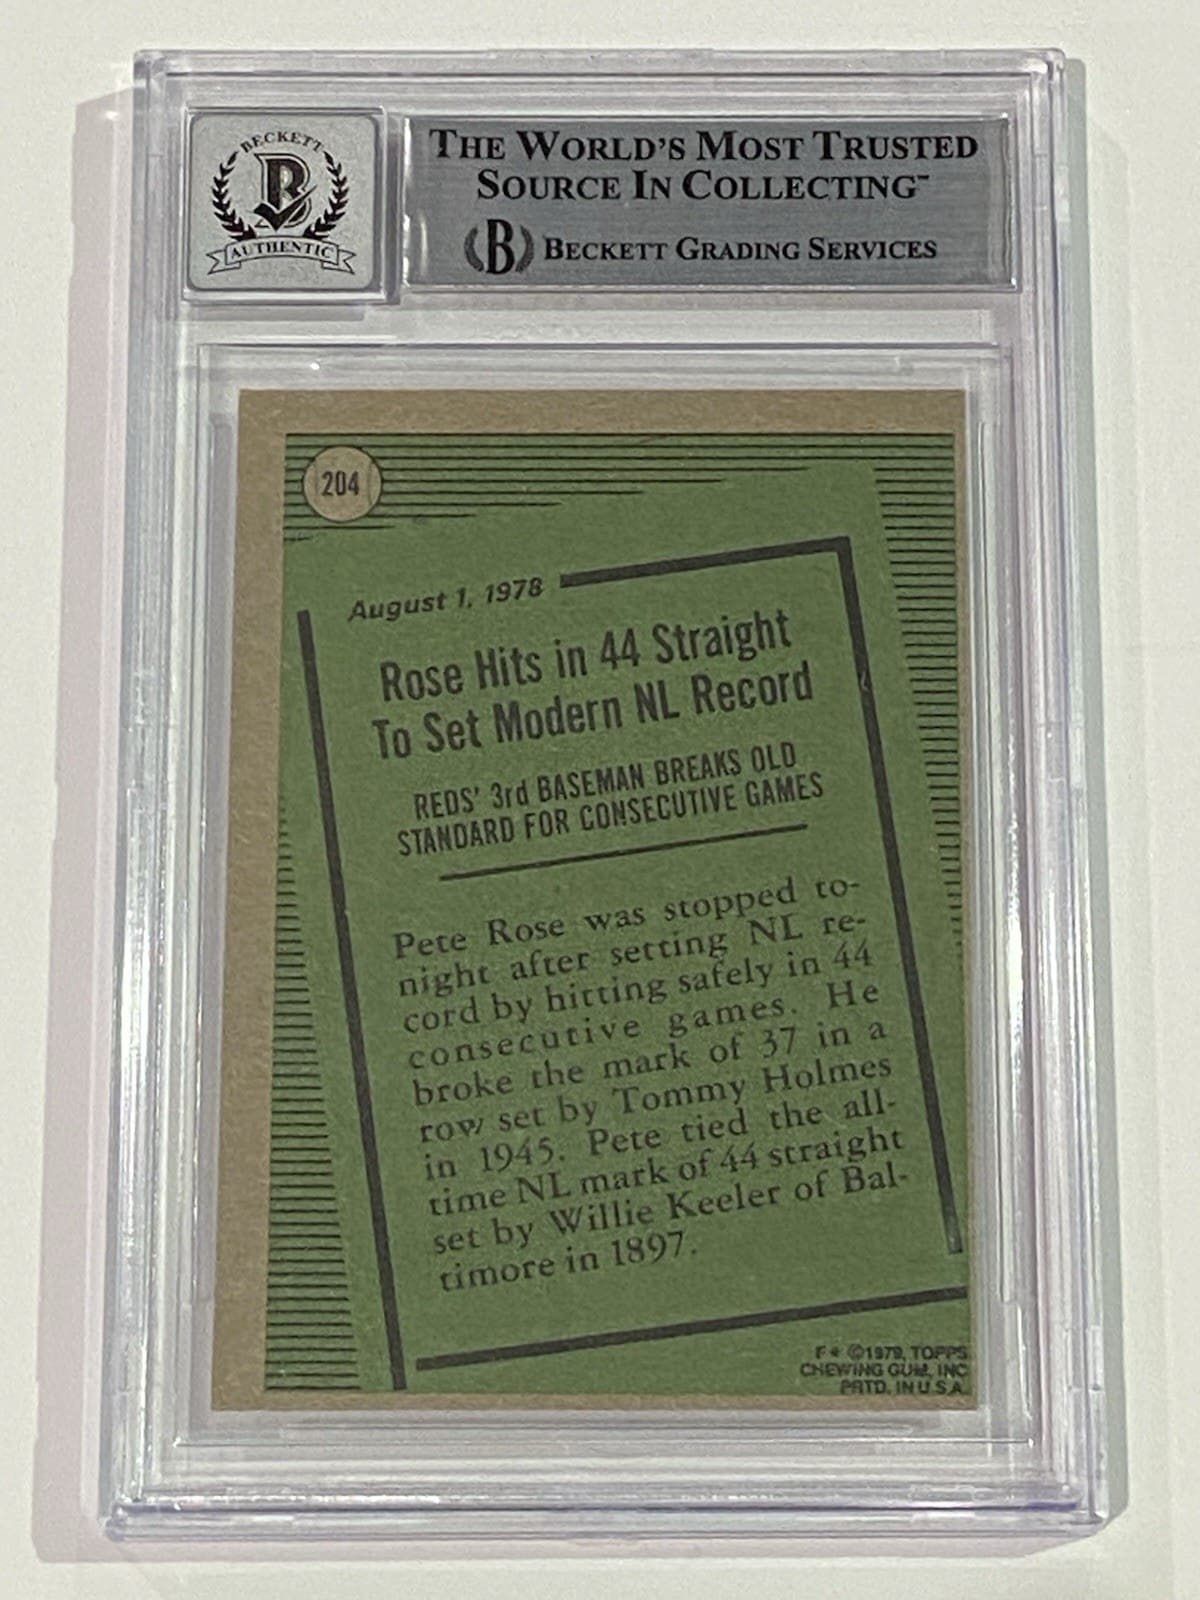 BECKETT
B
AUTHENTIC
THE WORLD'S MOST TRUSTED
SOURCE IN COLLECTING™
B BECKETT GRADING SERVICES
204
August 1, 1978
Rose Hits in 44 Straight
To Set Modern NL Record
REDS' 3rd BASEMAN BREAKS OLD
STANDARD FOR CONSECUTIVE GAMES
Pete Rose was stopped to-
night after setting NL re-
cord by hitting safely in 44
consecutive games. He
broke the mark of 37 in a
row set by Tommy Holmes
in 1945. Pete tied the all-
time NL mark of 44 straight
set by Willie Keeler of Bal-
timore in 1897.
F * ©1979, TOPPS
CHEWING GUM, INC
PRTD. IN U S A